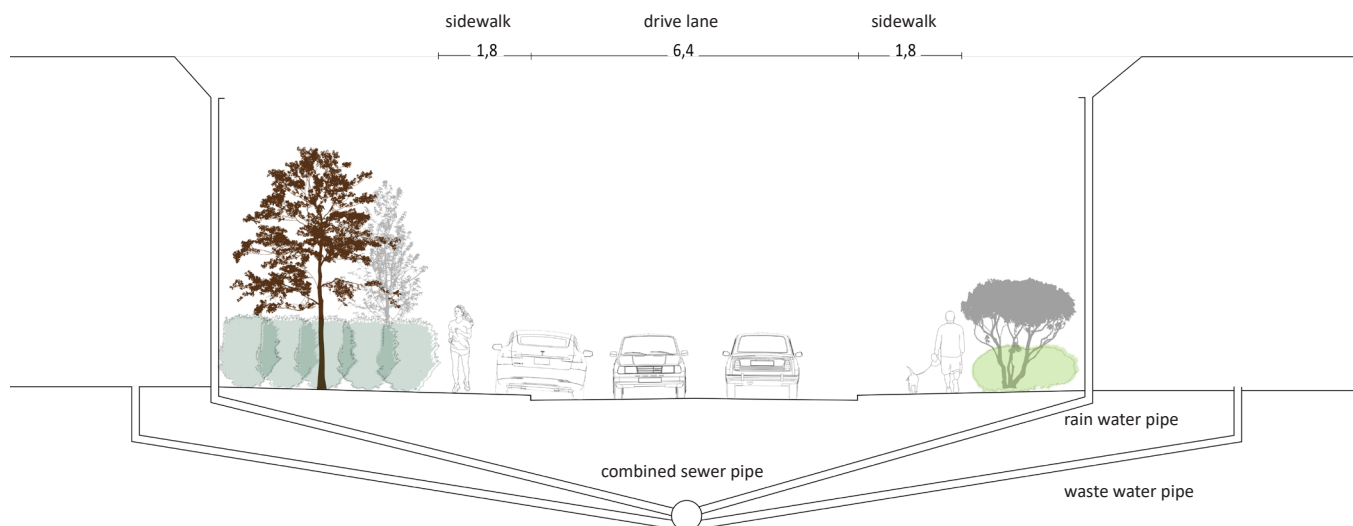 sidewalk drive lane sidewalk
1,8 6,4 1,8
rain water pipe
combined sewer pipe
waste water pipe